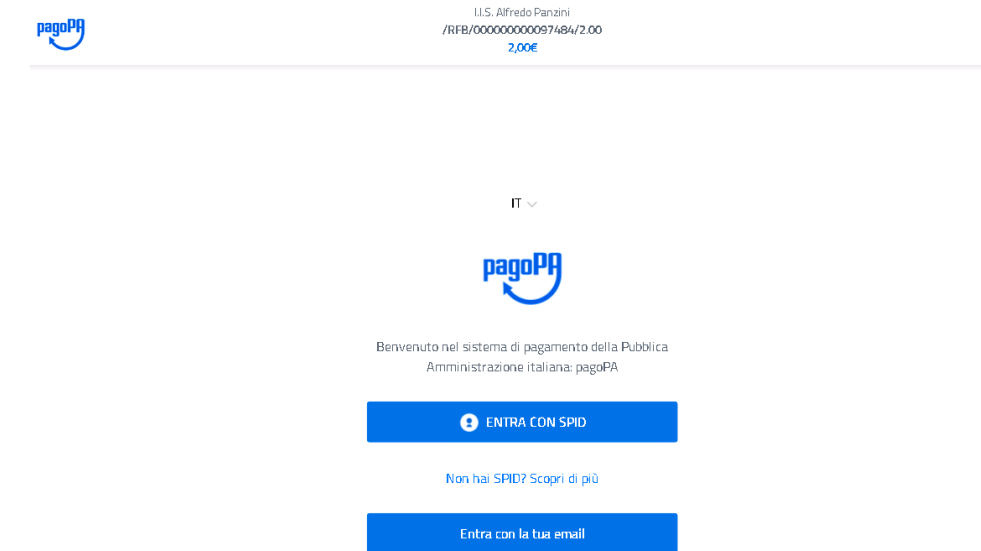 pagoPA
I.I.S. Alfredo Panzini
/RFB/000000000097484/2.00
2,00€
IT
pagoPA
Benvenuto nel sistema di pagamento della Pubblica
Amministrazione italiana: pagoPA
ENTRA CON SPID
Non hai SPID? Scopri di più
Entra con la tua email